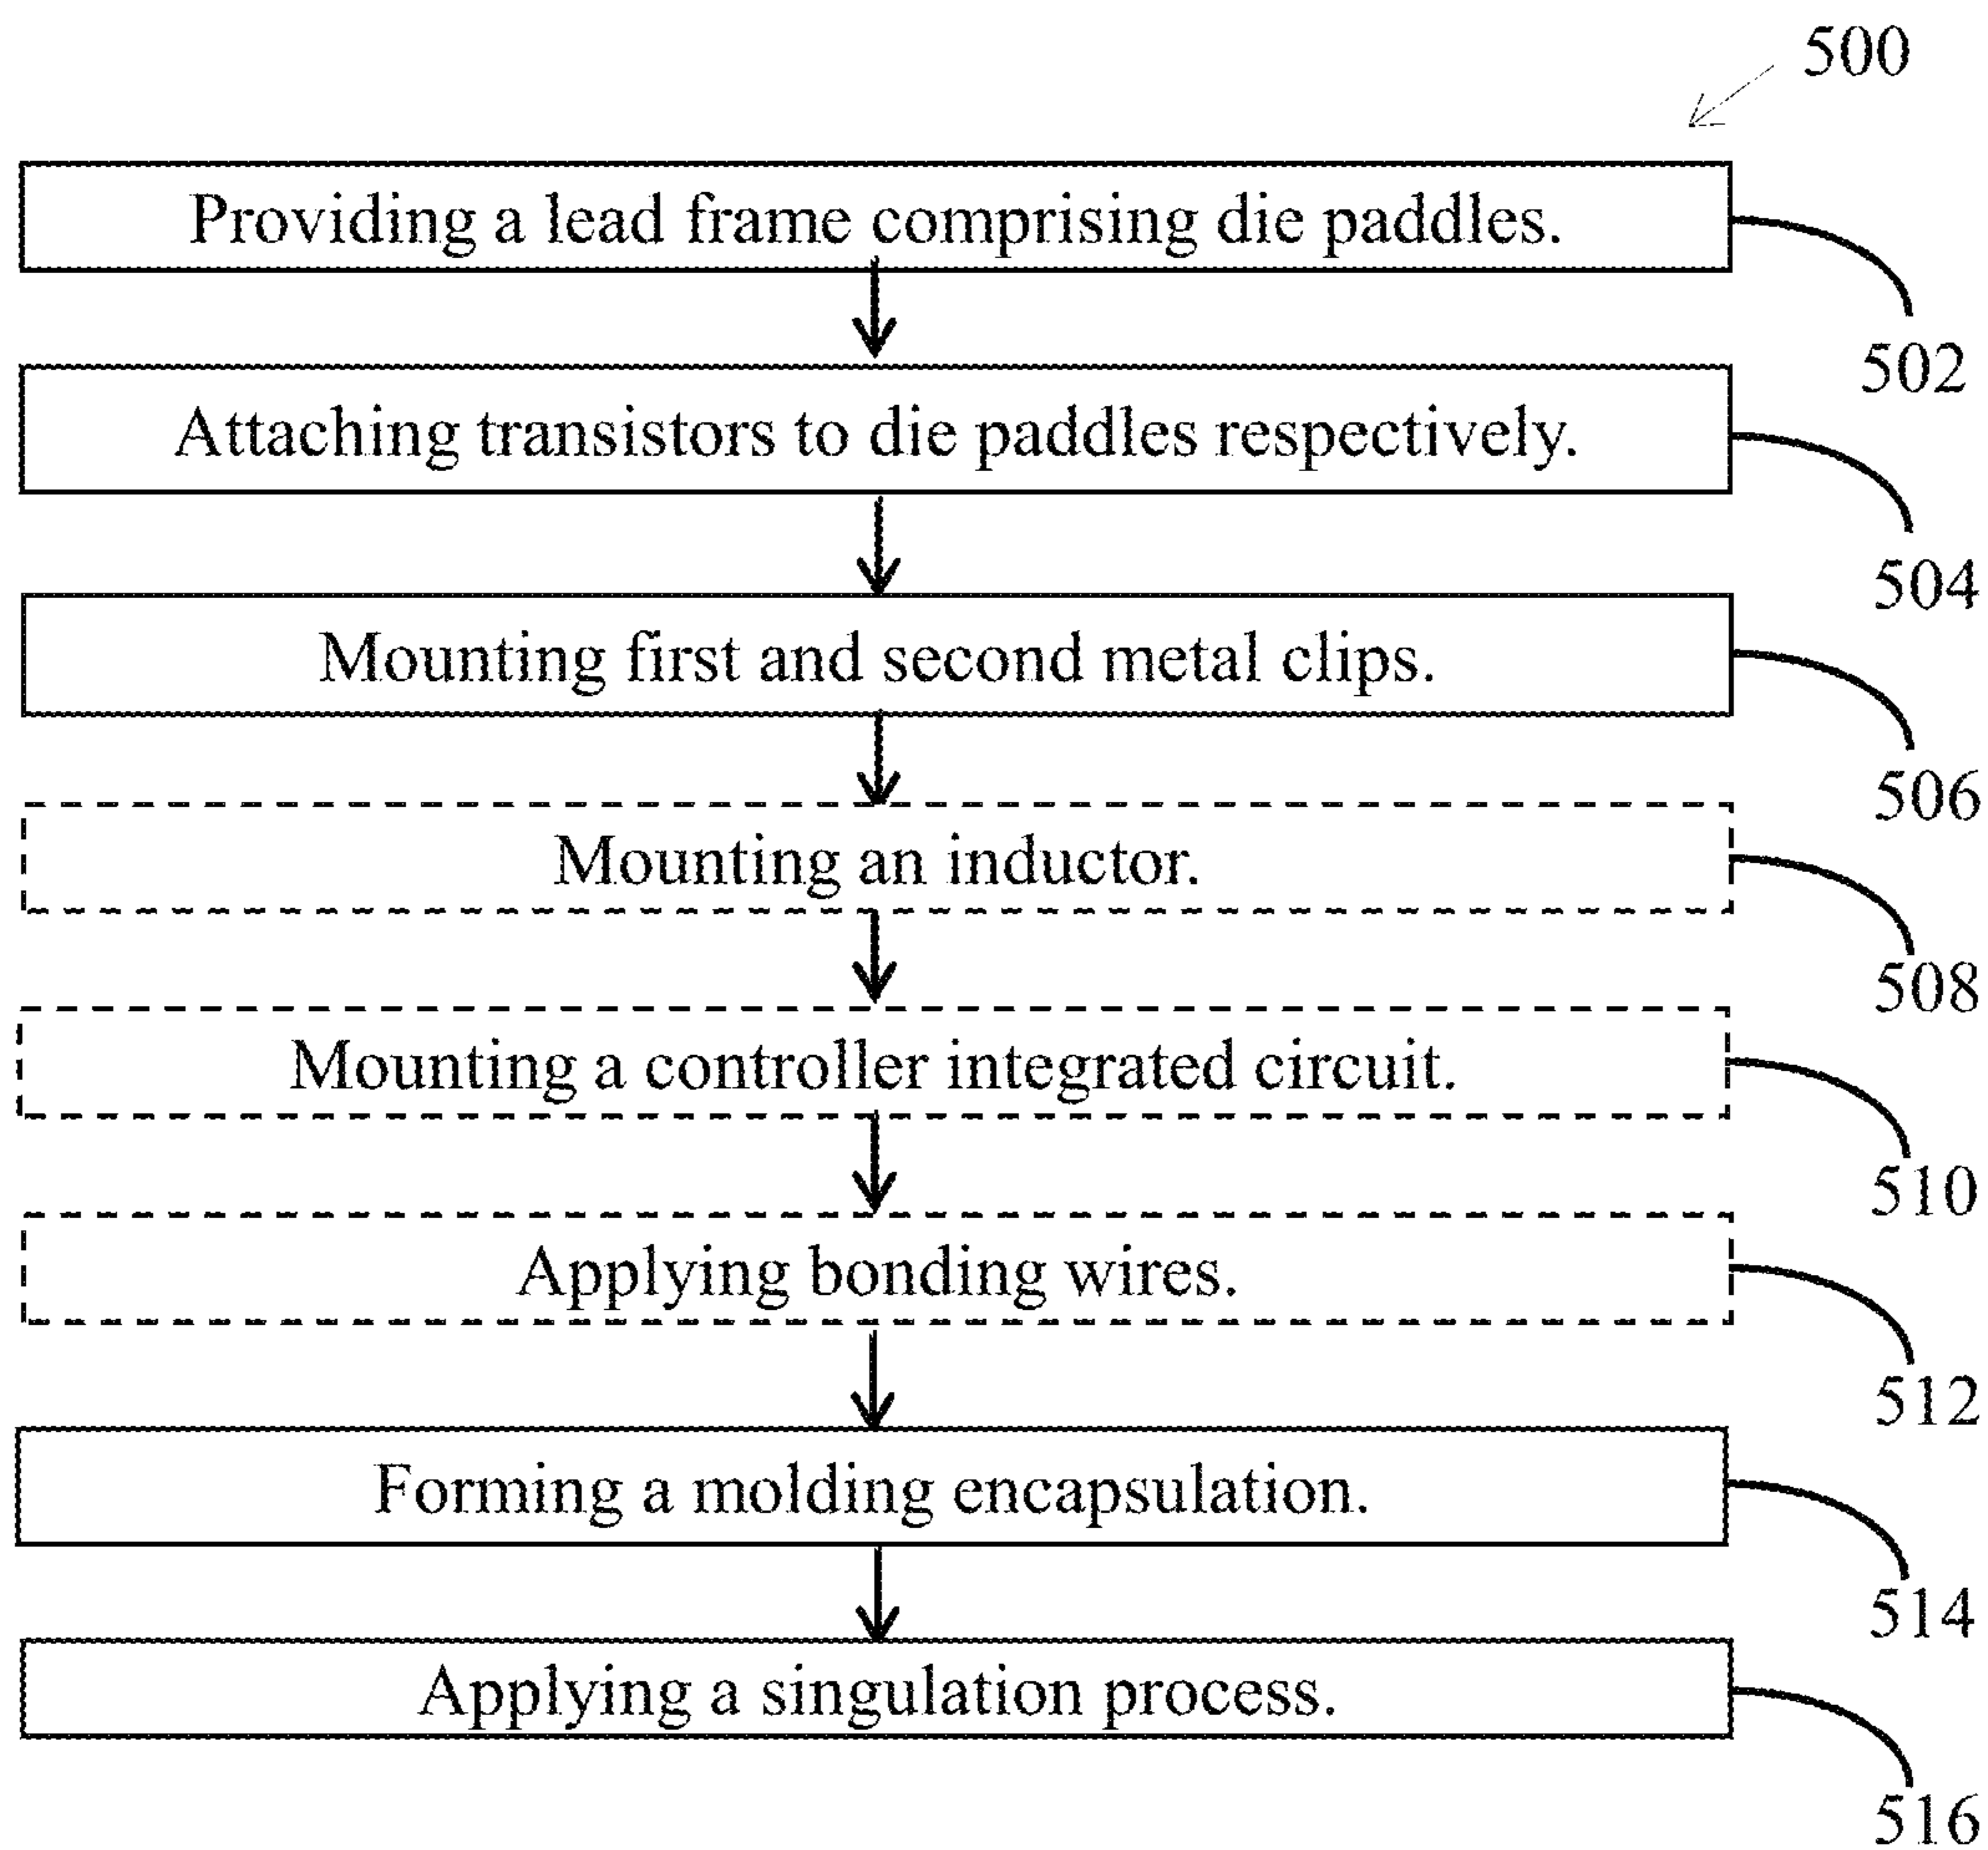 500
Providing a lead frame comprising die paddles.
502
Attaching transistors to die paddles respectively.
504
Mounting first and second metal clips.
506
Mounting an inductor.
508
Mounting a controller integrated circuit.
510
Applying bonding wires.
512
Forming a molding encapsulation.
514
Applying a singulation process.
516